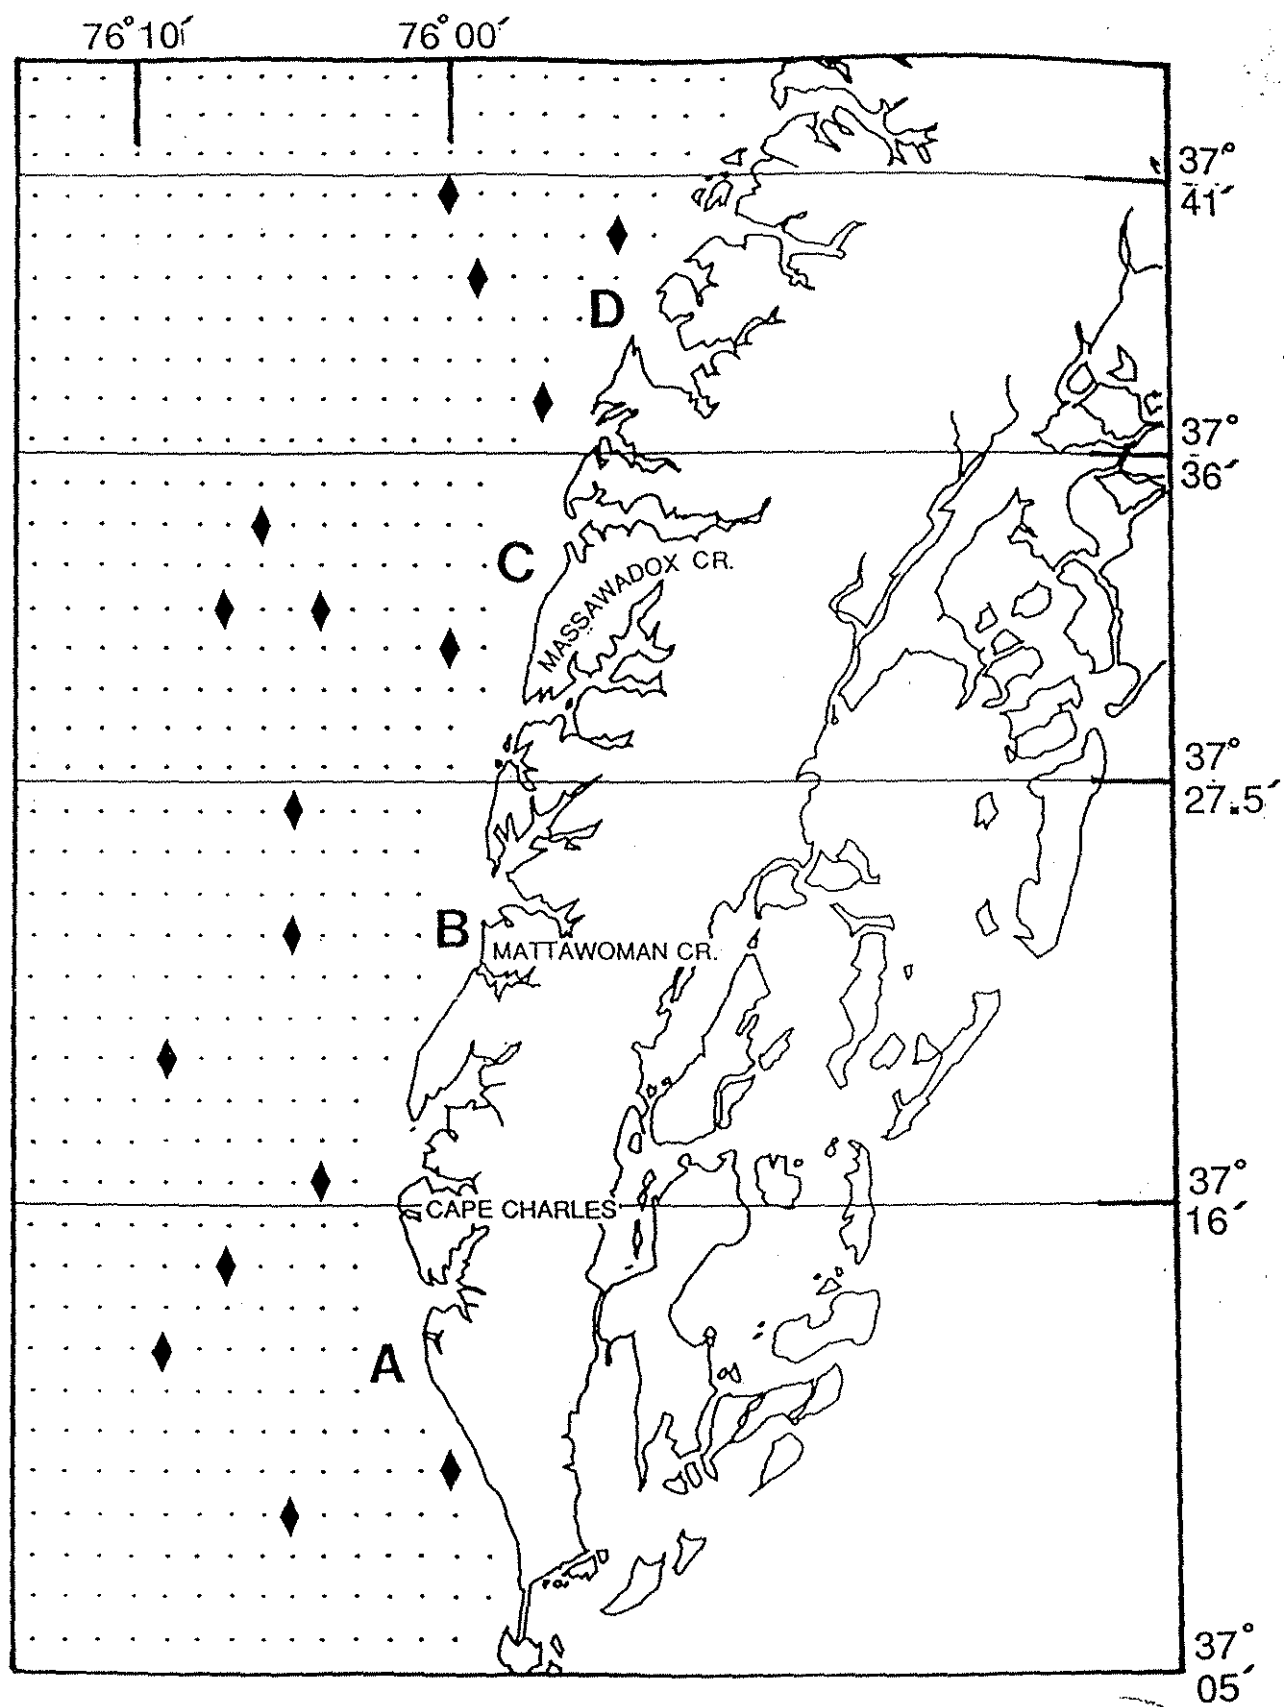 76°10′
76°00′
37°
41′
D
37°
36′
C
MASSAWADOX CR.
37°
27.5′
B
MATTAWOMAN CR.
37°
16′
CAPE CHARLES
A
37°
05′